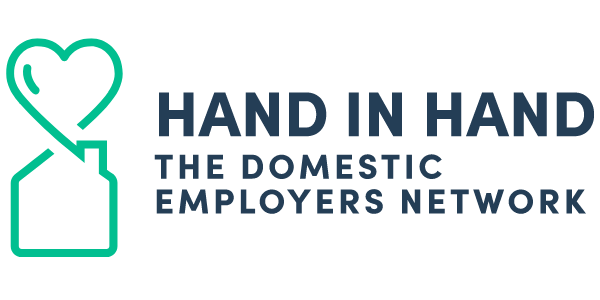 HAND IN HAND
THE DOMESTIC
EMPLOYERS NETWORK